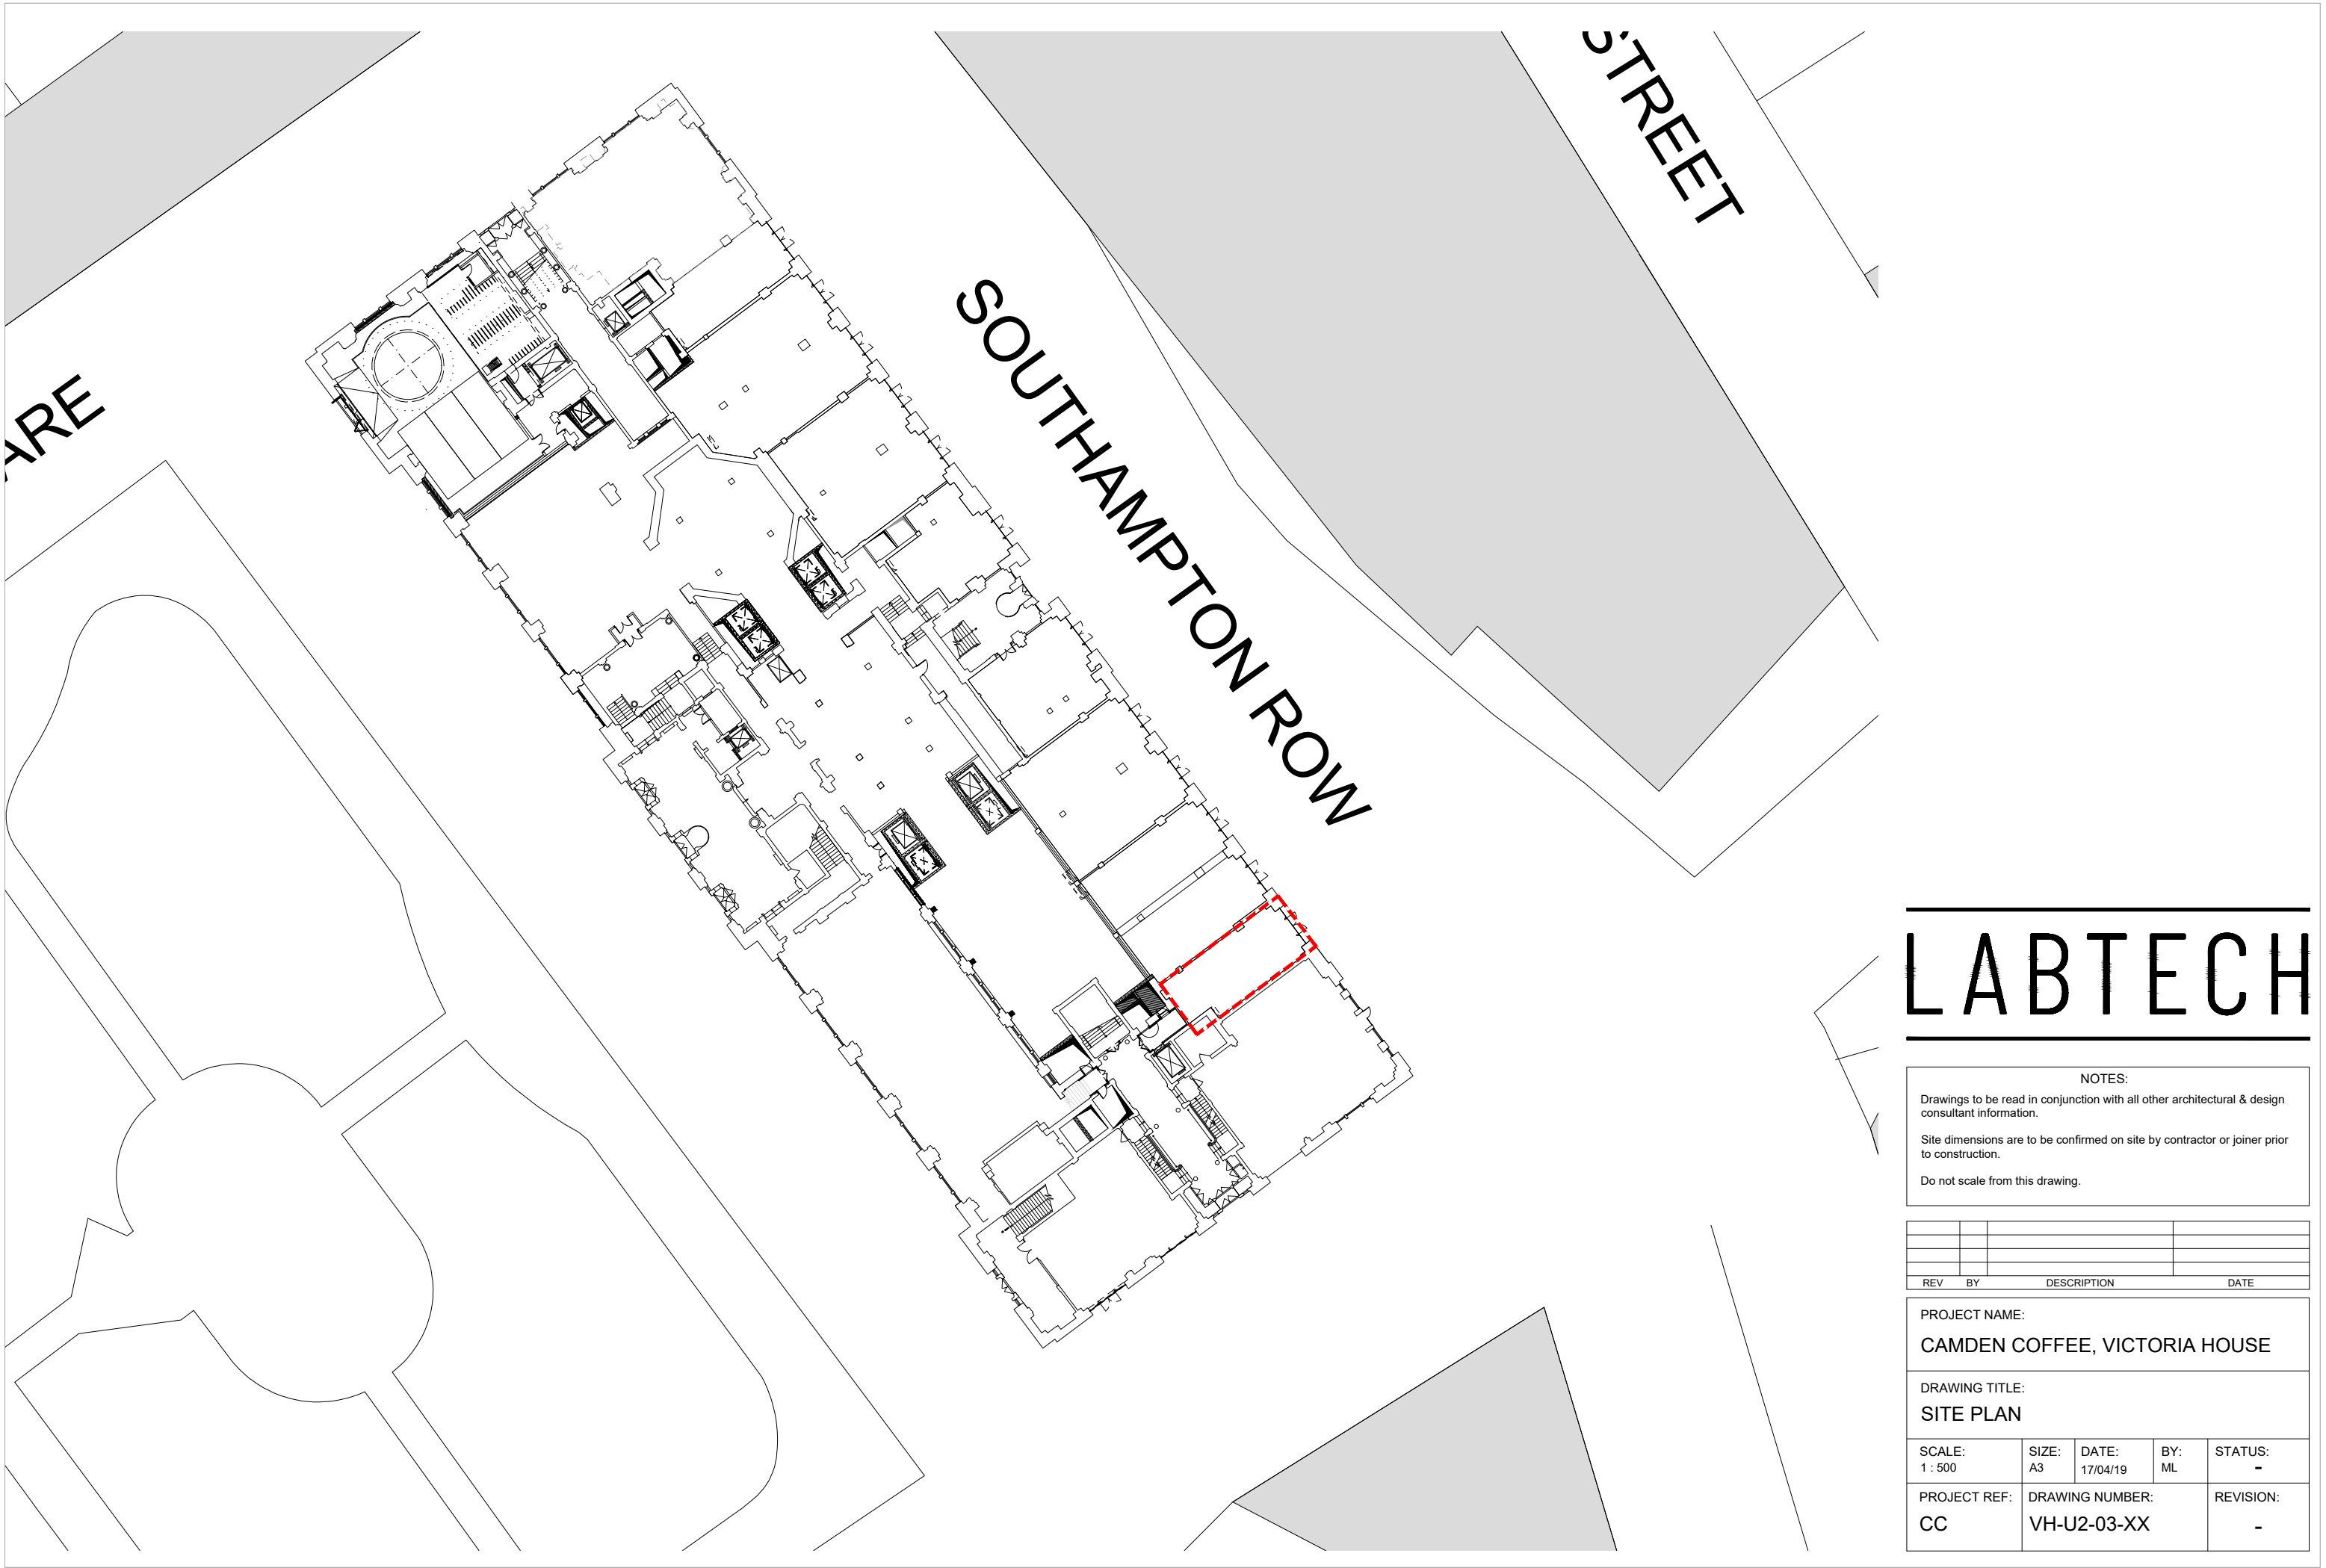 STREET
SOUTHAMPTON ROW
ARE
LABTECH
NOTES:
Drawings to be read in conjunction with all other architectural & design
consultant information.
Site dimensions are to be confirmed on site by contractor or joiner prior
to construction.
Do not scale from this drawing.
REV BY DESCRIPTION DATE
PROJECT NAME:
CAMDEN COFFEE, VICTORIA HOUSE
DRAWING TITLE:
SITE PLAN
SCALE: SIZE: DATE: BY: STATUS:
1 : 500 A3 17/04/19 ML -
PROJECT REF: DRAWING NUMBER: REVISION:
CC VH-U2-03-XX -